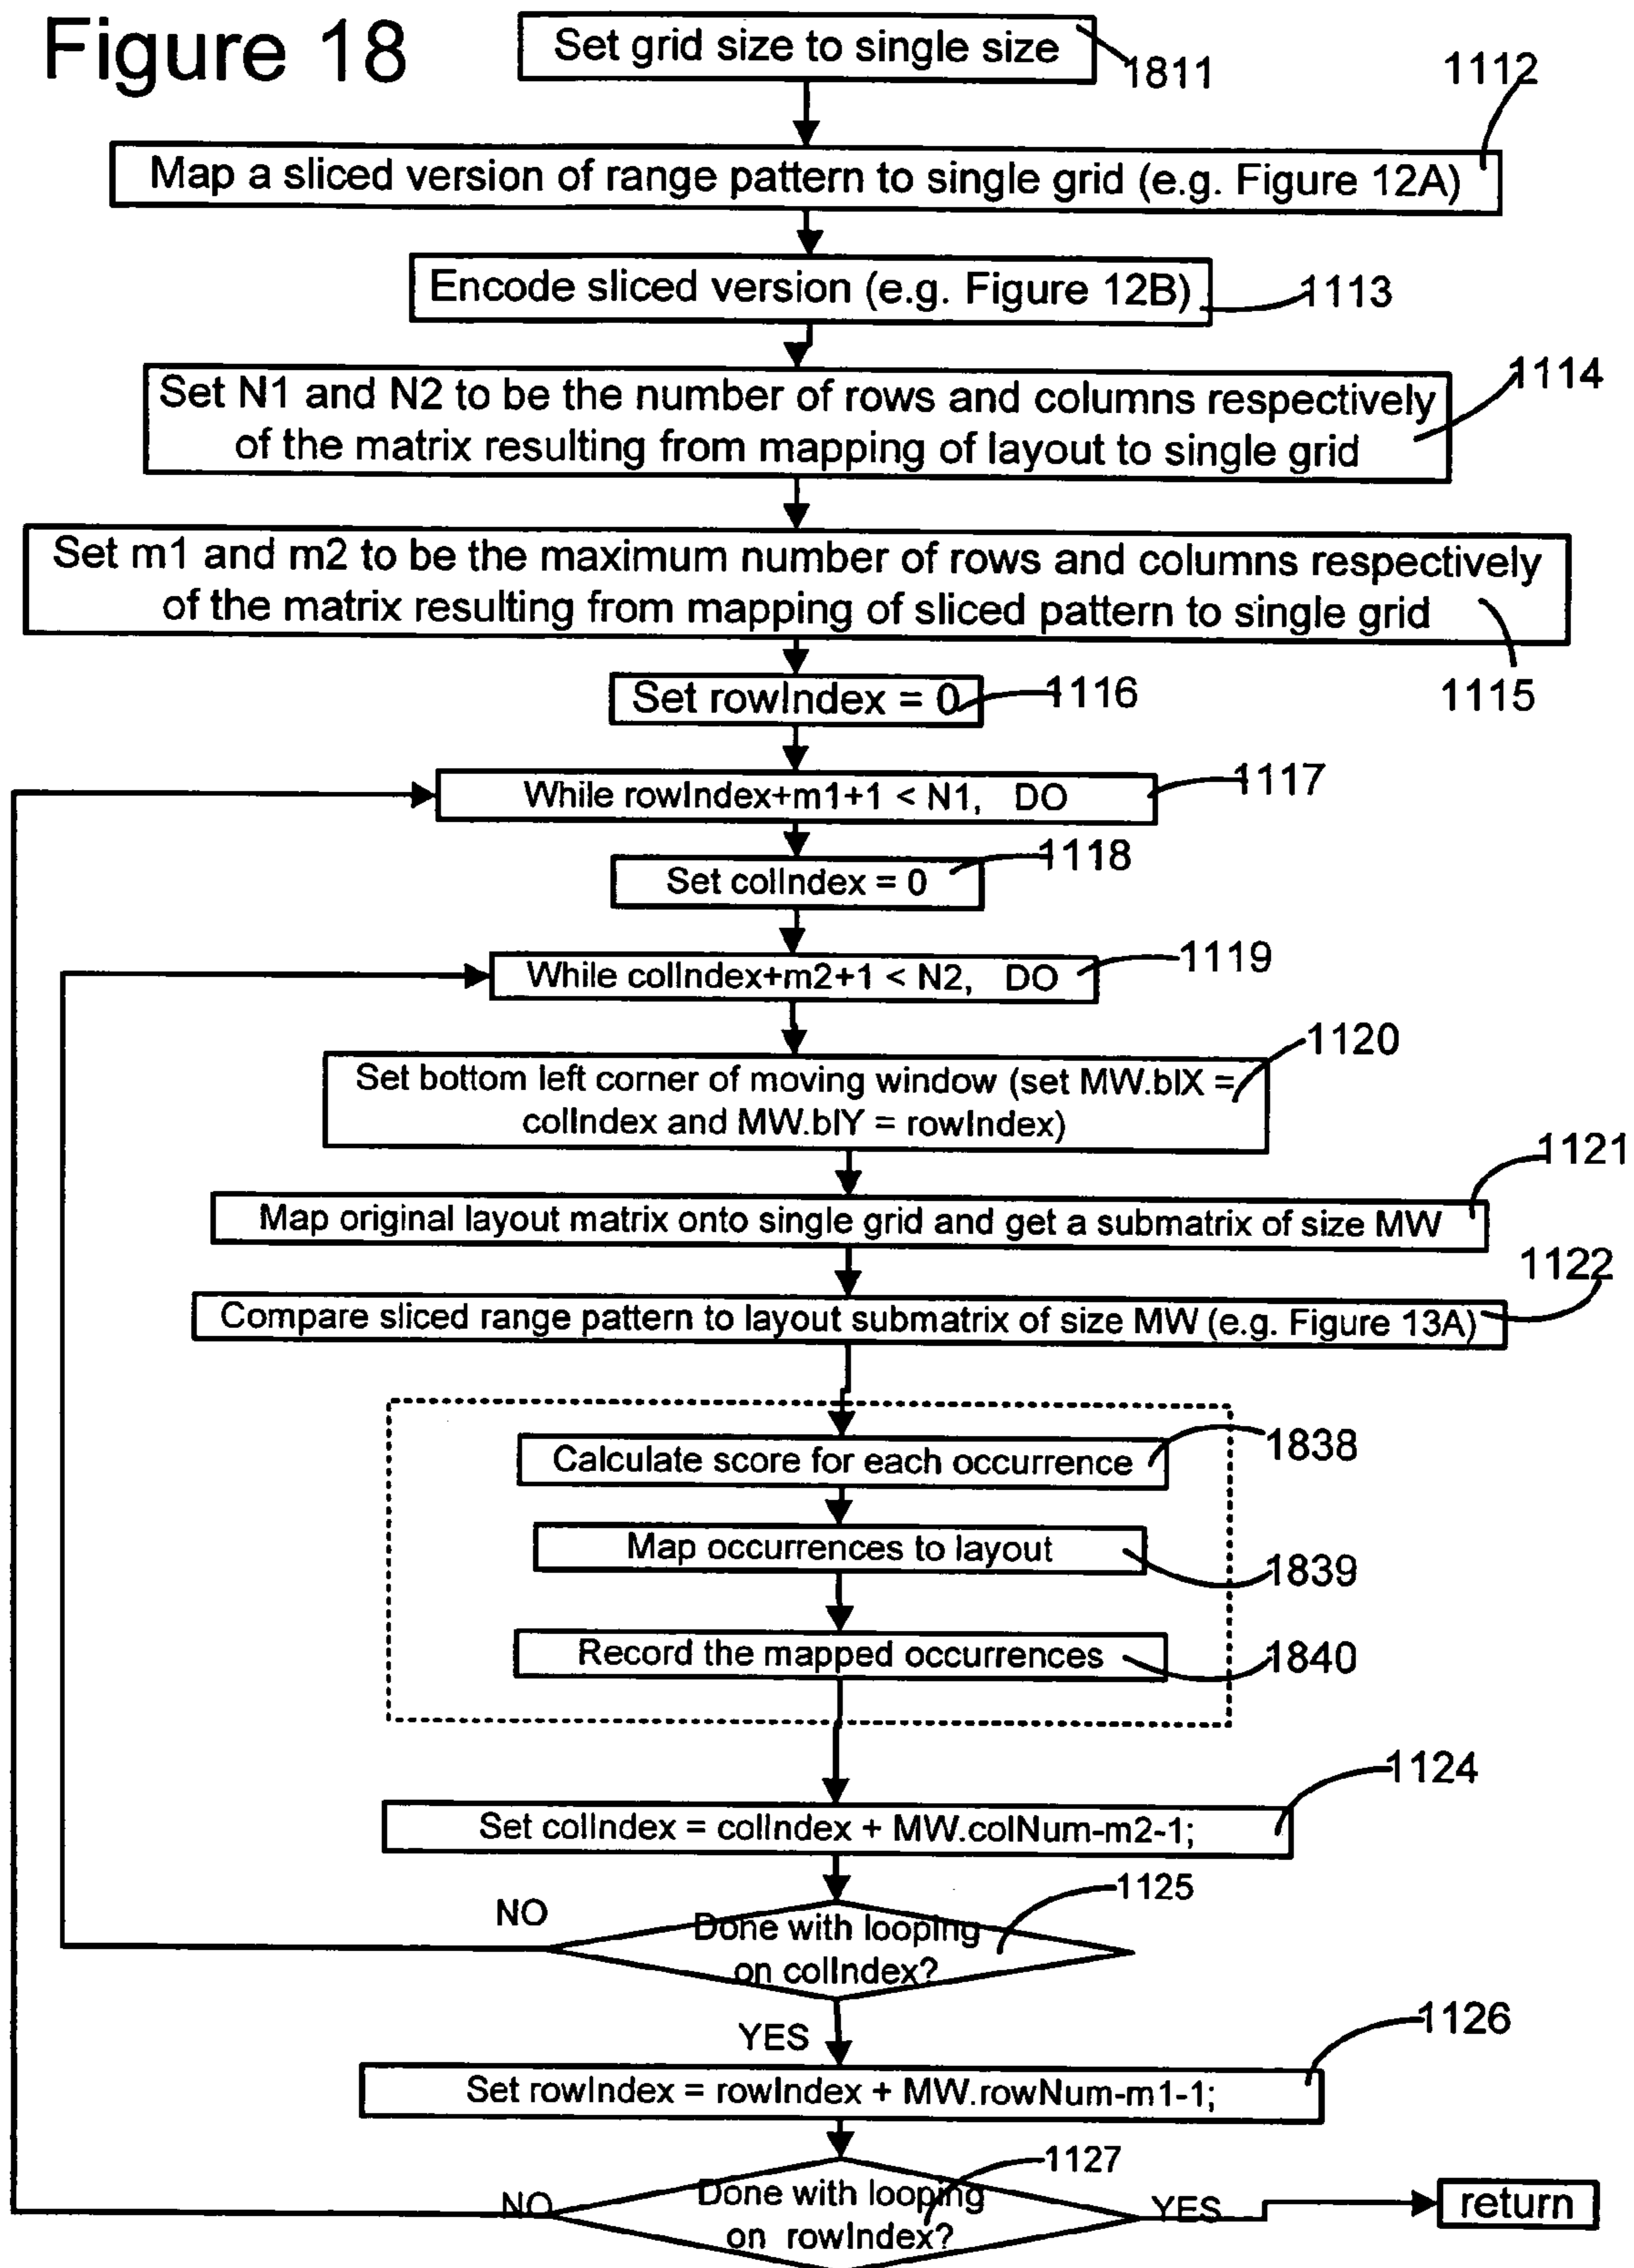 Figure 18
Set grid size to single size
1811
1112
Map a sliced version of range pattern to single grid (e.g. Figure 12A)
Encode sliced version (e.g. Figure 12B)
1113
1114
Set N1 and N2 to be the number of rows and columns respectively
of the matrix resulting from mapping of layout to single grid
Set m1 and m2 to be the maximum number of rows and columns respectively
of the matrix resulting from mapping of sliced pattern to single grid
1115
Set rowIndex = 0
1116
While rowIndex+m1+1 < N1, DO
1117
1118
Set colIndex = 0
1119
While colIndex+m2+1 < N2, DO
1120
Set bottom left corner of moving window (set MW.blX =
colIndex and MW.blY = rowIndex)
1121
Map original layout matrix onto single grid and get a submatrix of size MW
1122
Compare sliced range pattern to layout submatrix of size MW (e.g. Figure 13A)
1838
Calculate score for each occurrence
Map occurrences to layout
1839
Record the mapped occurrences
1840
1124
Set colIndex = colIndex + MW.colNum-m2-1;
1125
NO
Done with looping
on colIndex?
YES
1126
Set rowIndex = rowIndex + MW.rowNum-m1-1;
1127
NO
Done with looping
on rowIndex?
YES
return